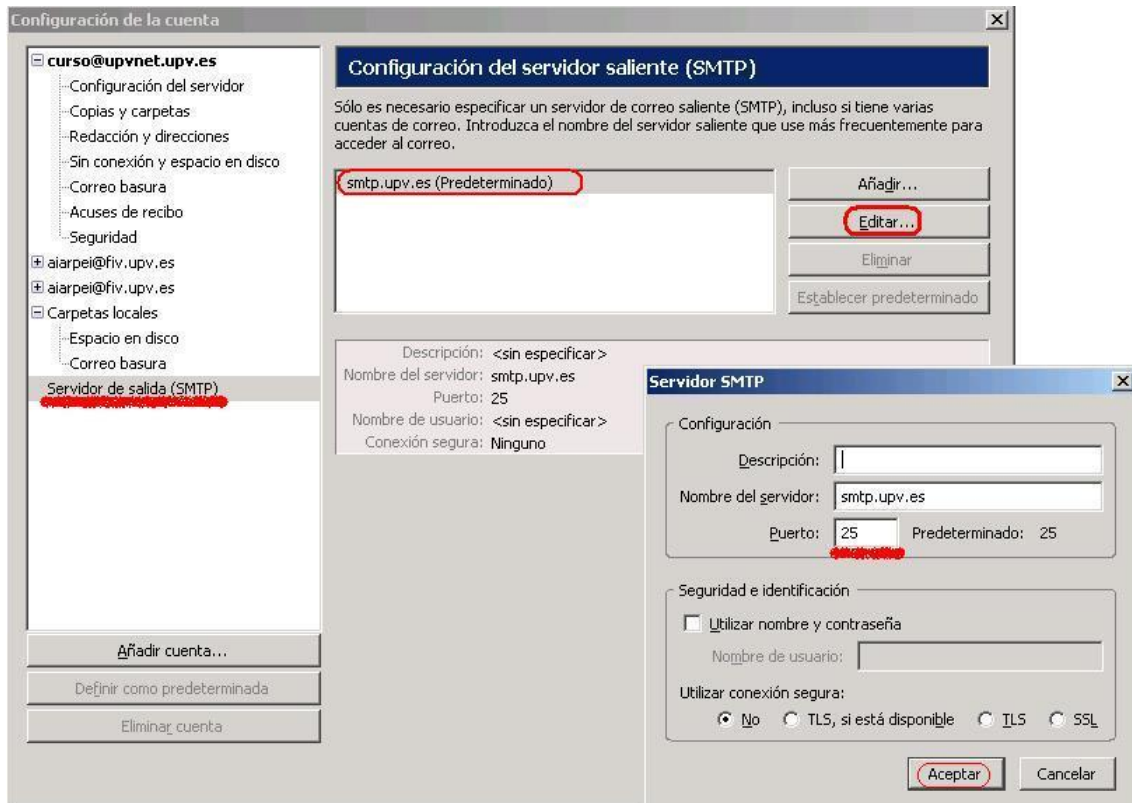 Configuración de la cuenta
curso@upvnet.upv.es
Configuración del servidor
Copias y carpetas
Redacción y direcciones
Sin conexión y espacio en disco
Correo basura
Acuses de recibo
Seguridad
aiarpei@fiv.upv.es
aiarpei@fiv.upv.es
Carpetas locales
Espacio en disco
Correo basura
Servidor de salida (SMTP)
Añadir cuenta...
Definir como predeterminada
Eliminar cuenta
Configuración del servidor saliente (SMTP)
Sólo es necesario especificar un servidor de correo saliente (SMTP), incluso si tiene varias
cuentas de correo. Introduzca el nombre del servidor saliente que use más frecuentemente para
acceder al correo.
smtp.upv.es (Predeterminado)
Añadir...
Editar...
Eliminar
Establecer predeterminado
Descripción: <sin especificar>
Nombre del servidor: smtp.upv.es
Puerto: 25
Nombre de usuario: <sin especificar>
Conexión segura: Ninguno
Servidor SMTP
Configuración
Descripción:
Nombre del servidor: smtp.upv.es
Puerto: 25 Predeterminado: 25
Seguridad e identificación
Utilizar nombre y contraseña
Nombre de usuario:
Utilizar conexión segura:
No TLS, si está disponible TLS SSL
Aceptar Cancelar